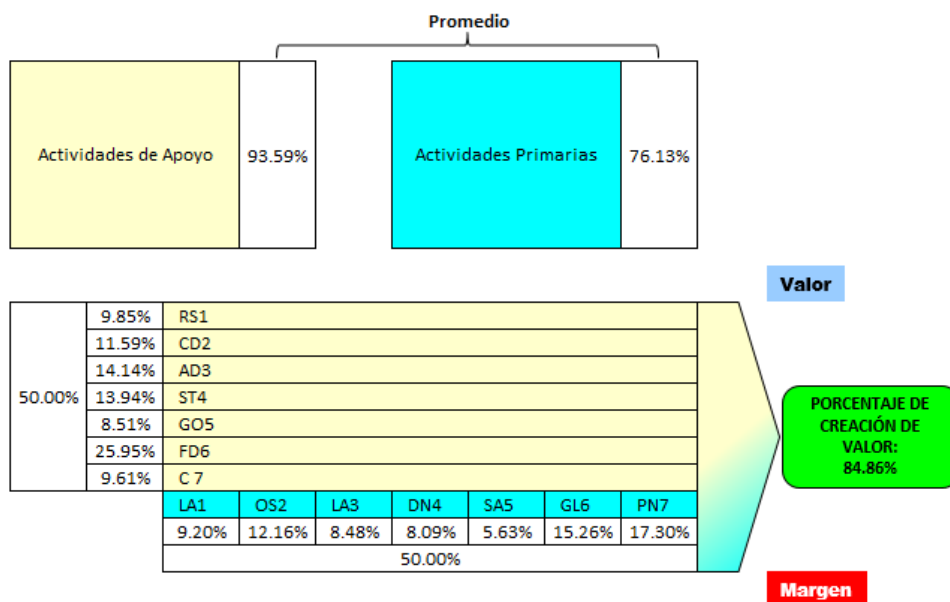 Promedio
Actividades de Apoyo 93.59% Actividades Primarias 76.13%
Valor
50.00%
9.85% RS1
11.59% CD2
14.14% AD3
13.94% ST4
8.51% GO5
25.95% FD6
9.61% C 7
PORCENTAJE DE
CREACIÓN DE
VALOR:
84.86%
LA1 OS2 LA3 DN4 SA5 GL6 PN7
9.20% 12.16% 8.48% 8.09% 5.63% 15.26% 17.30%
50.00%
Margen